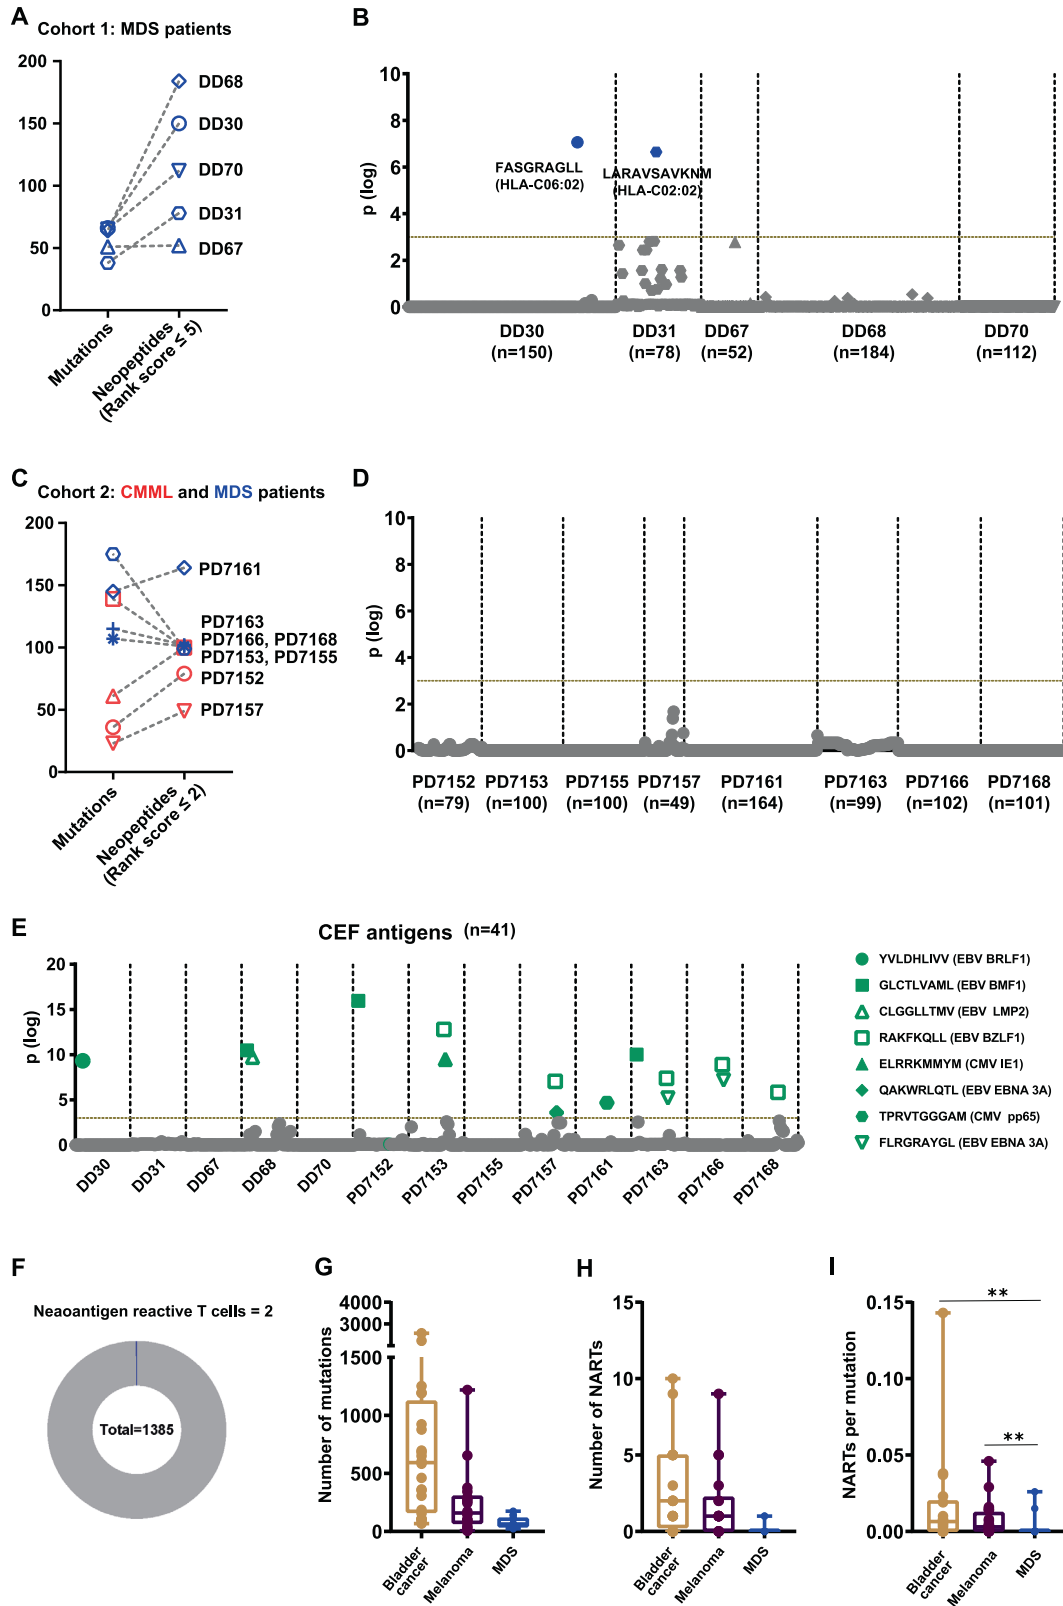 A
Cohort 1: MDS patients
200
150
100
50
0
DD68
DD30
DD70
DD31
DD67
Mutations
Neopeptides
(Rank score ≤ 5)
B
p (log)
10
8
6
4
2
0
FASGRAGLL
(HLA-C06:02)
LARAVSAVKNM
(HLA-C02:02)
DD30 DD31 DD67 DD68 DD70
(n=150) (n=78) (n=52) (n=184) (n=112)
C
Cohort 2: CMML and MDS patients
200
150
100
50
0
PD7161
PD7163
PD7166, PD7168
PD7153, PD7155
PD7152
PD7157
Mutations
Neopeptides
(Rank score ≤ 2)
D
p (log)
10
8
6
4
2
0
PD7152 PD7153 PD7155 PD7157 PD7161 PD7163 PD7166 PD7168
(n=79) (n=100) (n=100) (n=49) (n=164) (n=99) (n=102) (n=101)
E
CEF antigens (n=41)
p (log)
20
15
10
5
0
DD30 DD31 DD67 DD68 DD70 PD7152 PD7153 PD7155 PD7157 PD7161 PD7163 PD7166 PD7168
YVLDHLIVV (EBV BRLF1)
GLCTLVAML (EBV BMF1)
CLGGLLTMV (EBV LMP2)
RAKFKQLL (EBV BZLF1)
ELRRKMMYM (CMV IE1)
QAKWRLQTL (EBV EBNA 3A)
TPRVTGGGAM (CMV pp65)
FLRGRAYGL (EBV EBNA 3A)
F
Neaoantigen reactive T cells = 2
Total=1385
G
Number of mutations
4000
3000
1500
1000
500
0
Bladder
cancer
Melanoma
MDS
H
Number of NARTs
15
10
5
0
Bladder
cancer
Melanoma
MDS
I
NARTs per mutation
0.15
0.10
0.05
0.00
**
**
Bladder
cancer
Melanoma
MDS